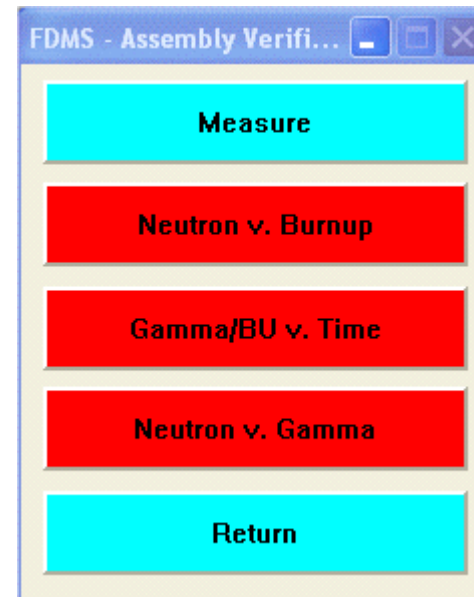 FDMS - Assembly Verifi...
Measure
Neutron v. Burnup
Gamma/BU v. Time
Neutron v. Gamma
Return